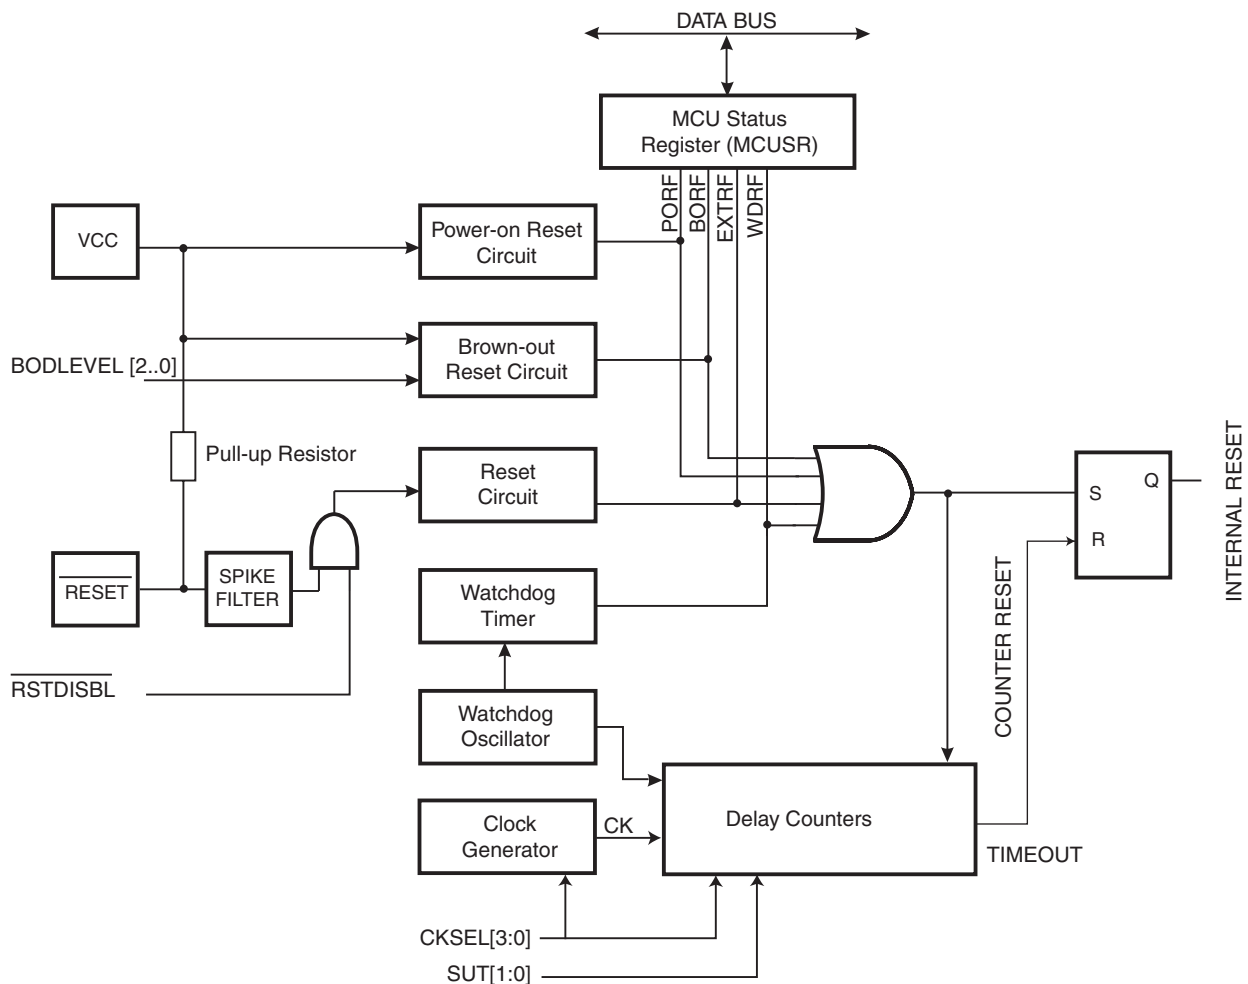 DATA BUS
MCU Status
Register (MCUSR)
PORF
BORF
EXTRF
WDRF
VCC
Power-on Reset
Circuit
BODLEVEL [2..0]
Brown-out
Reset Circuit
Pull-up Resistor
Reset
Circuit
RESET
SPIKE
FILTER
RSTDISBL
Watchdog
Timer
Watchdog
Oscillator
Clock
Generator
CK
Delay Counters
CKSEL[3:0]
SUT[1:0]
TIMEOUT
COUNTER RESET
S
R
Q
INTERNAL RESET